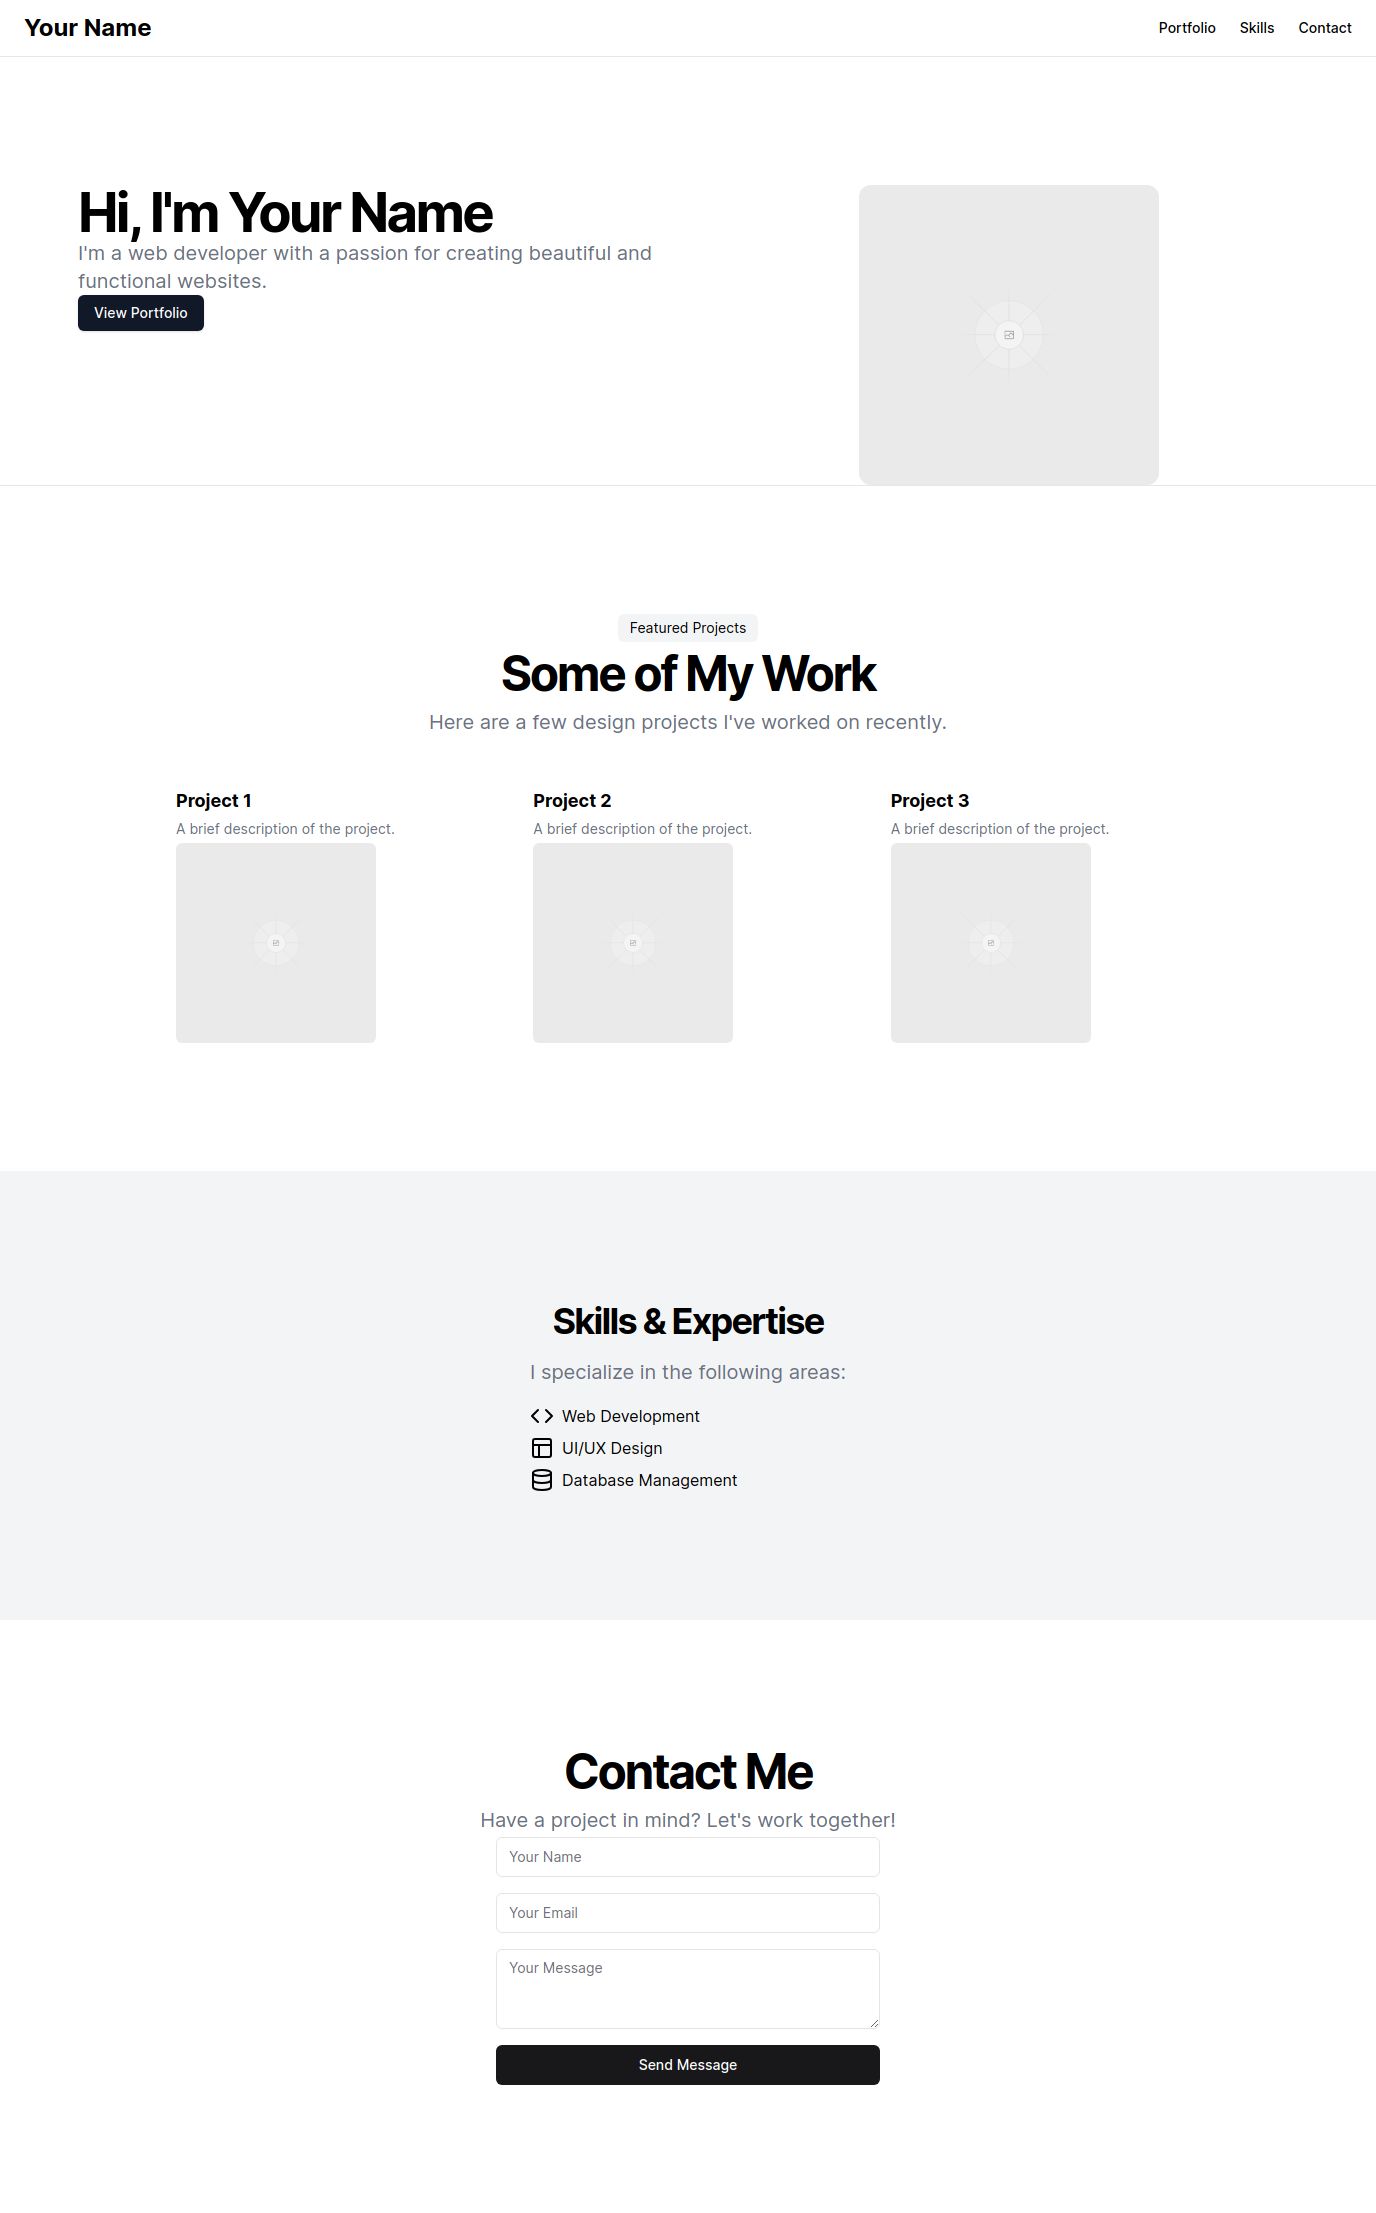 Your Name
Portfolio
Skills
Contact
Hi, I'm Your Name
I'm a web developer with a passion for creating beautiful and
functional websites.
View Portfolio
Featured Projects
Some of My Work
Here are a few design projects I've worked on recently.
Project 1
A brief description of the project.
Project 2
A brief description of the project.
Project 3
A brief description of the project.
Skills & Expertise
I specialize in the following areas:
Web Development
UI/UX Design
Database Management
Contact Me
Have a project in mind? Let's work together!
Your Name
Your Email
Your Message
Send Message